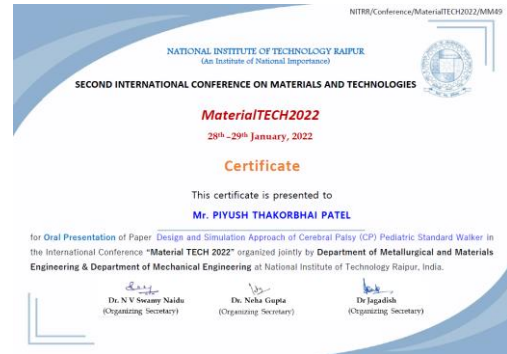 NITRR/Conference/MaterialTECH2022/MM49
NATIONAL INSTITUTE OF TECHNOLOGY RAIPUR
(An Institute of National Importance)
SECOND INTERNATIONAL CONFERENCE ON MATERIALS AND TECHNOLOGIES
MaterialTECH2022
28th -29th January, 2022
Certificate
This certificate is presented to
Mr. PIYUSH THAKORBHAI PATEL
for Oral Presentation of Paper Design and Simulation Approach of Cerebral Palsy (CP) Pediatric Standard Walker in
the International Conference "Material TECH 2022" organized jointly by Department of Metallurgical and Materials
Engineering & Department of Mechanical Engineering at National Institute of Technology Raipur, India.
Dr. N V Swamy Naidu
(Organizing Secretary)
Dr. Neha Gupta
(Organizing Secretary)
Dr Jagadish
(Organizing Secretary)